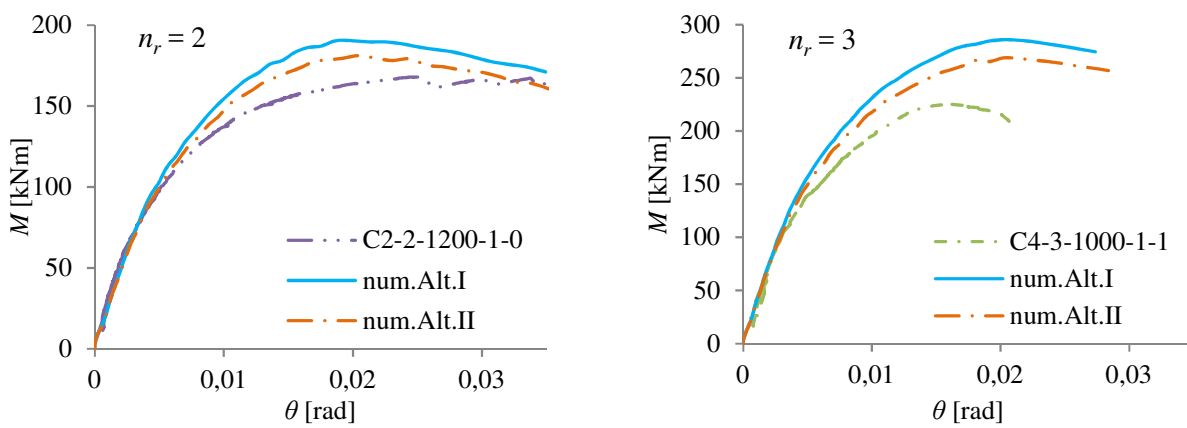 n_r = 2
200
150
100
50
0
M [kNm]
0
0,01
0,02
0,03
θ [rad]
C2-2-1200-1-0
num.Alt.I
num.Alt.II
n_r = 3
300
250
200
150
100
50
0
M [kNm]
0
0,01
0,02
0,03
θ [rad]
C4-3-1000-1-1
num.Alt.I
num.Alt.II